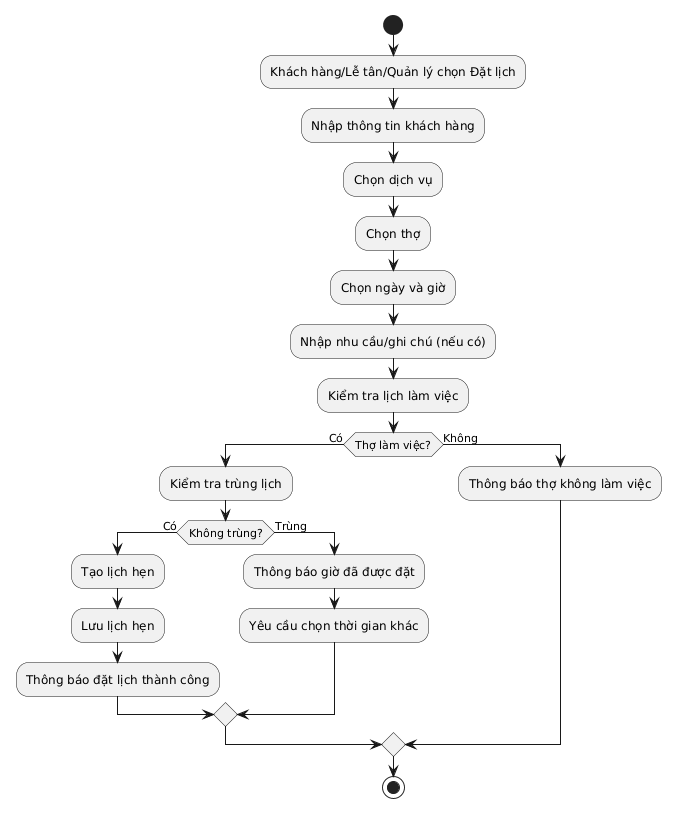 Khách hàng/Lễ tân/Quản lý chọn Đặt lịch
Nhập thông tin khách hàng
Chọn dịch vụ
Chọn thợ
Chọn ngày và giờ
Nhập nhu cầu/ghi chú (nếu có)
Kiểm tra lịch làm việc
Có
Thợ làm việc?
Không
Kiểm tra trùng lịch
Thông báo thợ không làm việc
Có
Không trùng?
Trùng
Tạo lịch hẹn
Thông báo giờ đã được đặt
Lưu lịch hẹn
Yêu cầu chọn thời gian khác
Thông báo đặt lịch thành công